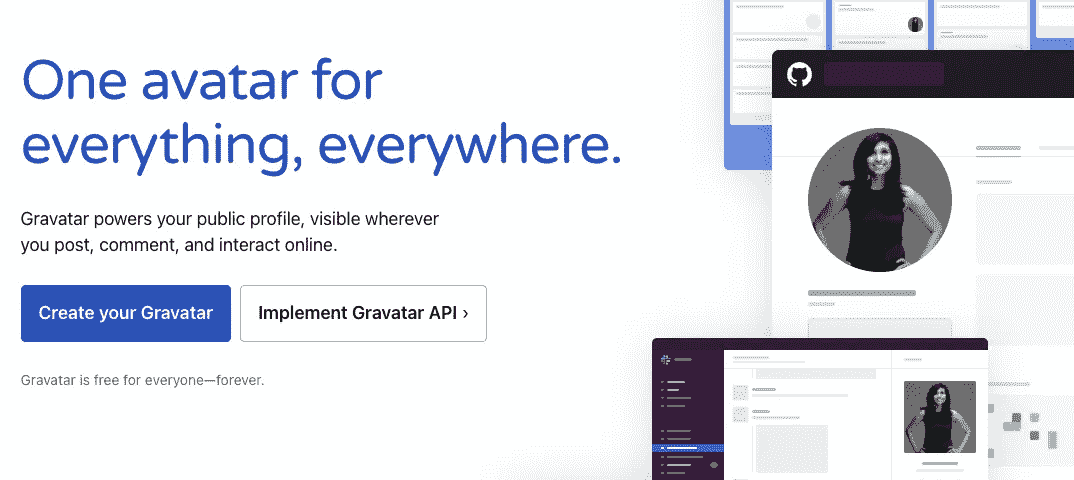 One avatar for
everything, everywhere.
Gravatar powers your public profile, visible wherever
you post, comment, and interact online.
Create your Gravatar
Implement Gravatar API ›
Gravatar is free for everyone—forever.